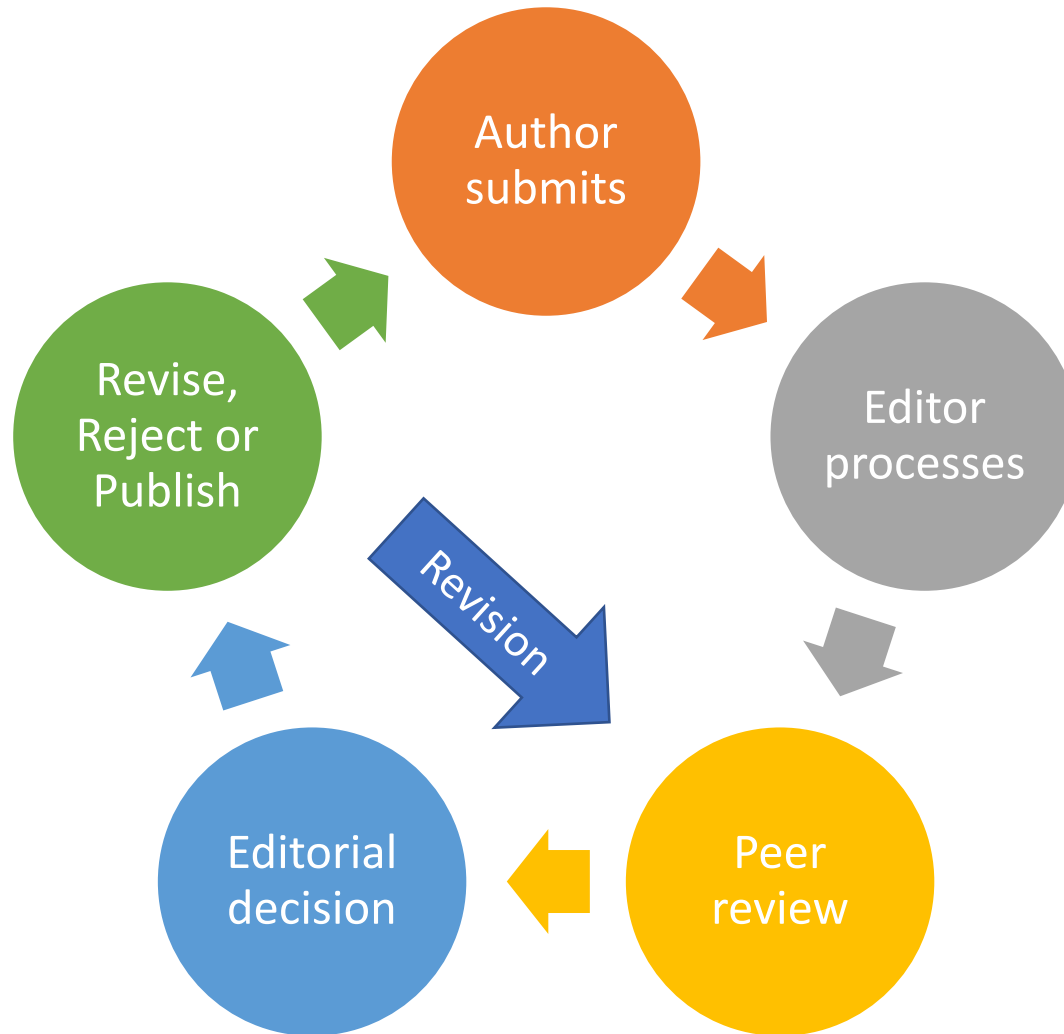 Author
submits
Editor
processes
Peer
review
Editorial
decision
Revise,
Reject or
Publish
Revision